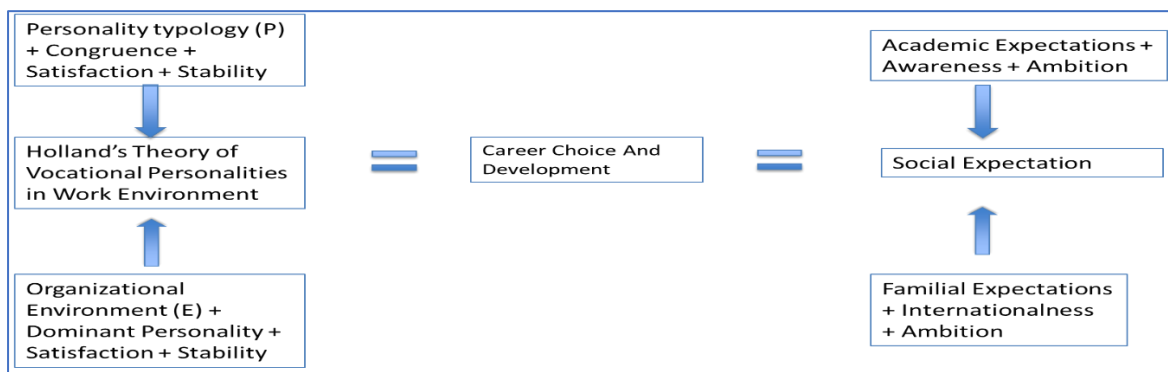 Personality typology (P)
+ Congruence +
Satisfaction + Stability
Holland's Theory of
Vocational Personalities
in Work Environment
Organizational
Environment (E) +
Dominant Personality +
Satisfaction + Stability
Career Choice And
Development
Academic Expectations +
Awareness + Ambition
Social Expectation
Familial Expectations
+ Internationalness
+ Ambition